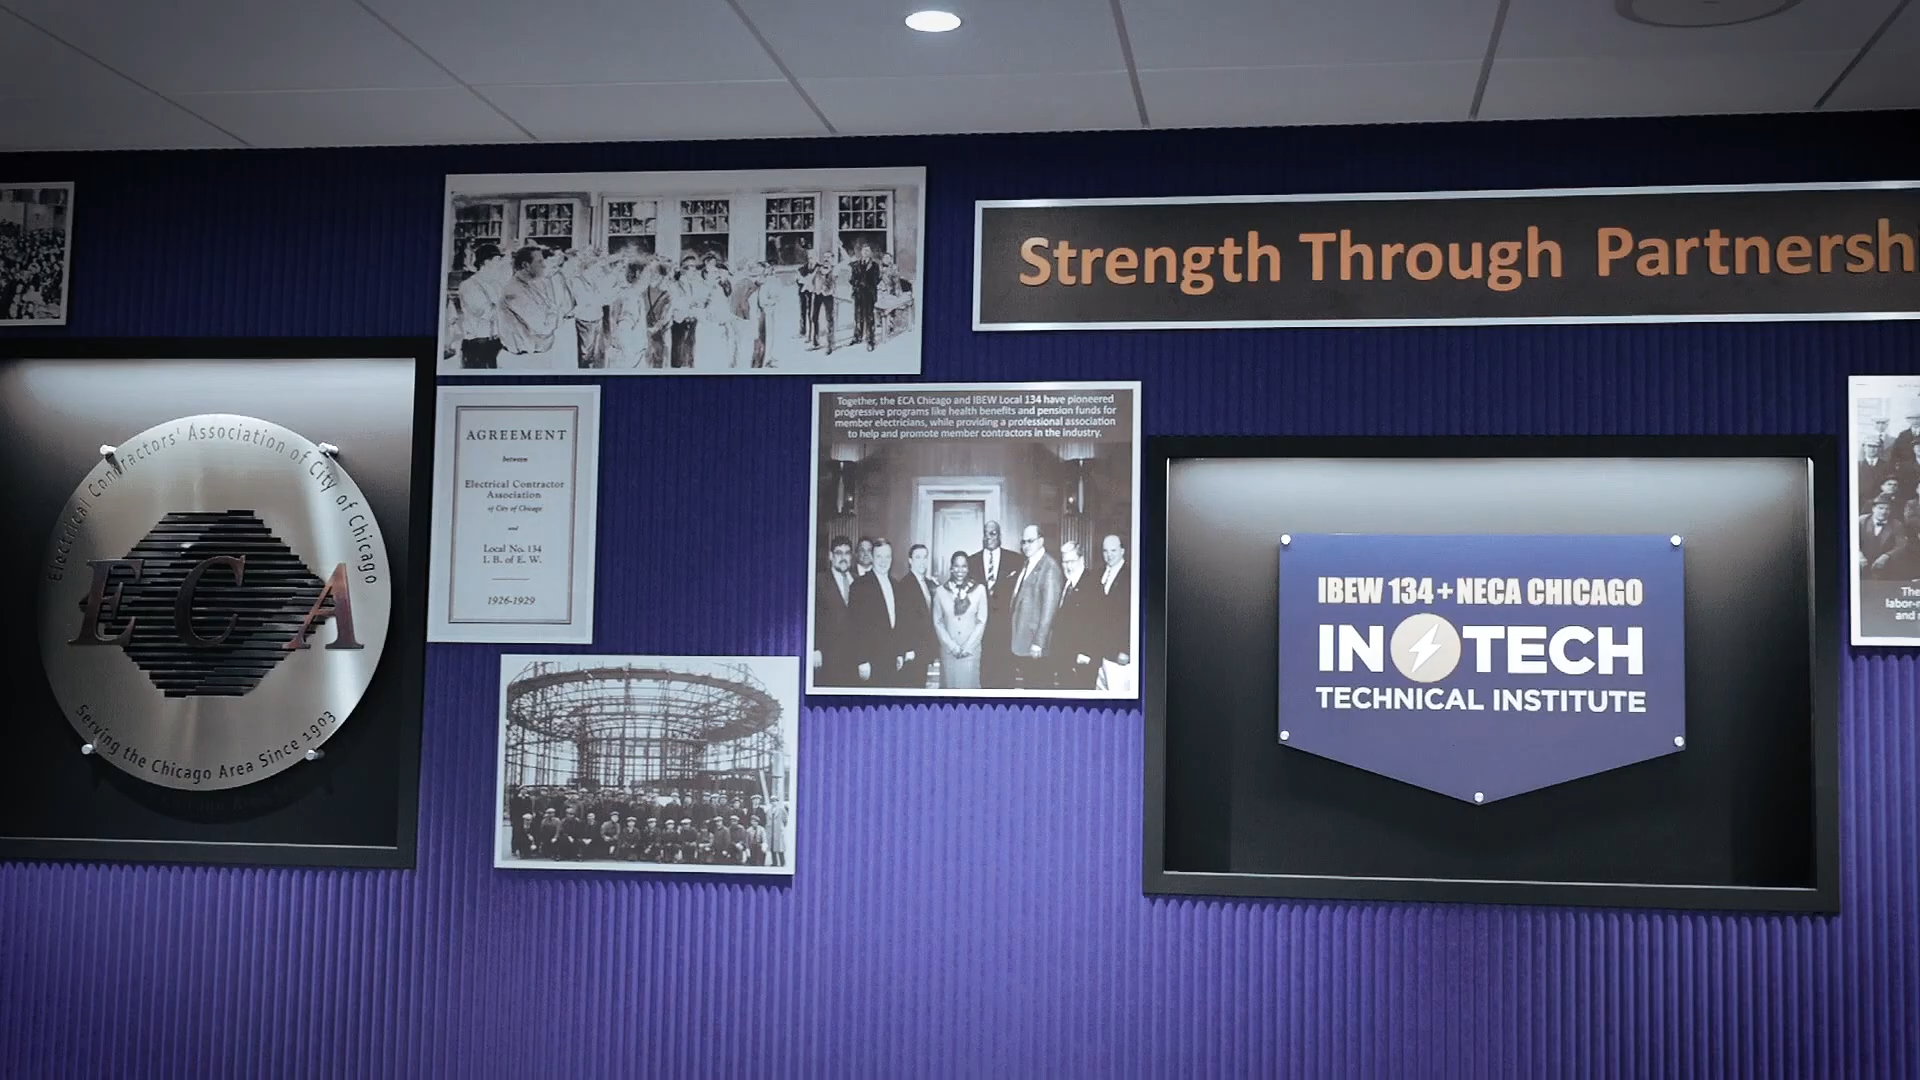 Electrical Contractors' Association of City of Chicago
ECA
Serving the Chicago Area Since 1903
AGREEMENT
between
Electrical Contractor
Association
of City of Chicago
and
Local No. 134
I. B. of E. W.
1926-1929
Strength Through Partnersh
Together, the ECA Chicago and IBEW Local 134 have pioneered
progressive programs like health benefits and pension funds for
member electricians, while providing a professional association
to help and promote member contractors in the industry.
IBEW 134+NECA CHICAGO
IN TECH
TECHNICAL INSTITUTE
The
labor-
and